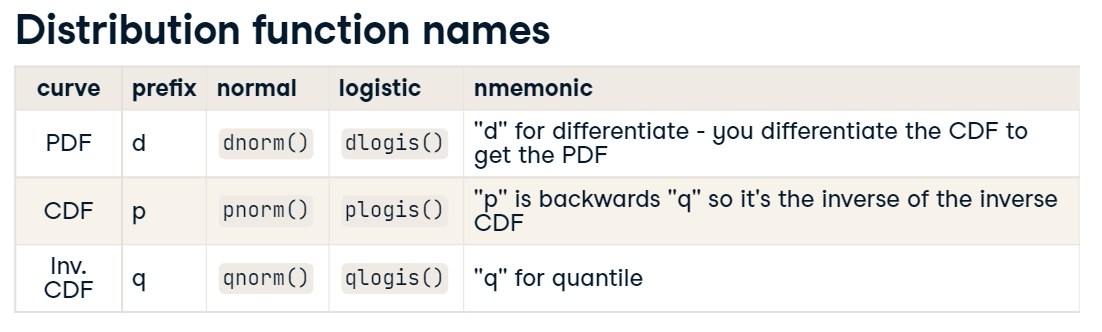 Distribution function names
curve prefix normal logistic nmemonic
PDF d dnorm() dlogis() "d" for differentiate - you differentiate the CDF to
get the PDF
CDF p pnorm() plogis() "p" is backwards "q" so it's the inverse of the inverse
CDF
Inv.
CDF q qnorm() qlogis() "q" for quantile